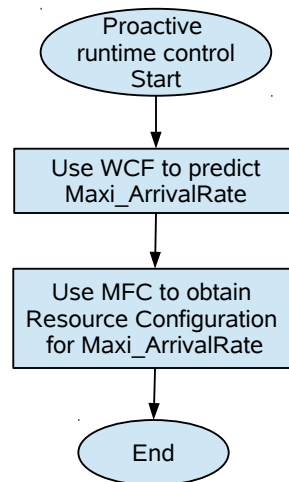 Proactive
runtime control
Start
Use WCF to predict
Maxi_ArrivalRate
Use MFC to obtain
Resource Configuration
for Maxi_ArrivalRate
End